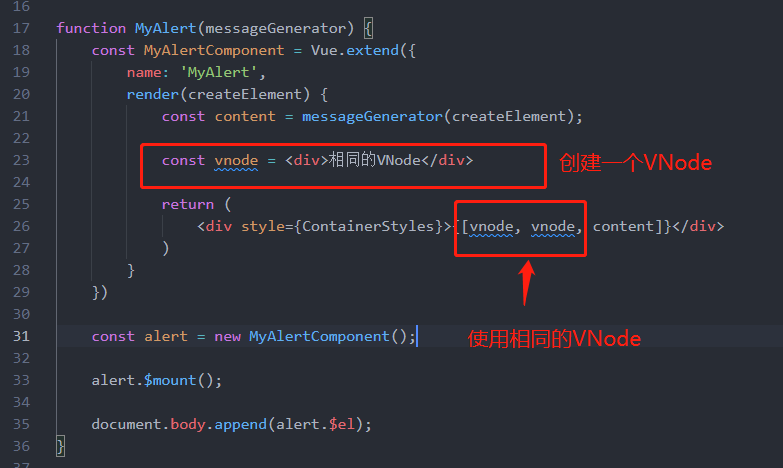 16
17 function MyAlert(messageGenerator) {
18 const MyAlertComponent = Vue.extend({
19 name: 'MyAlert',
20 render(createElement) {
21 const content = messageGenerator(createElement);
22
23 const vnode = <div>相同的VNode</div> 创建一个VNode
24
25 return (
26 <div style={ContainerStyles}>{[vnode, vnode, content]}</div>
27 )
28 }
29 })
30
31 const alert = new MyAlertComponent(); 使用相同的VNode
32
33 alert.$mount();
34
35 document.body.append(alert.$el);
36 }
37